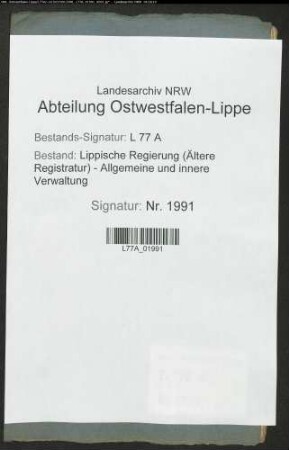 Landesarchiv NRW
Abteilung Ostwestfalen-Lippe
Bestands-Signatur: L 77 A
Bestand: Lippische Regierung (Ältere
Registratur) - Allgemeine und innere
Verwaltung
Signatur: Nr. 1991
L77A_01991